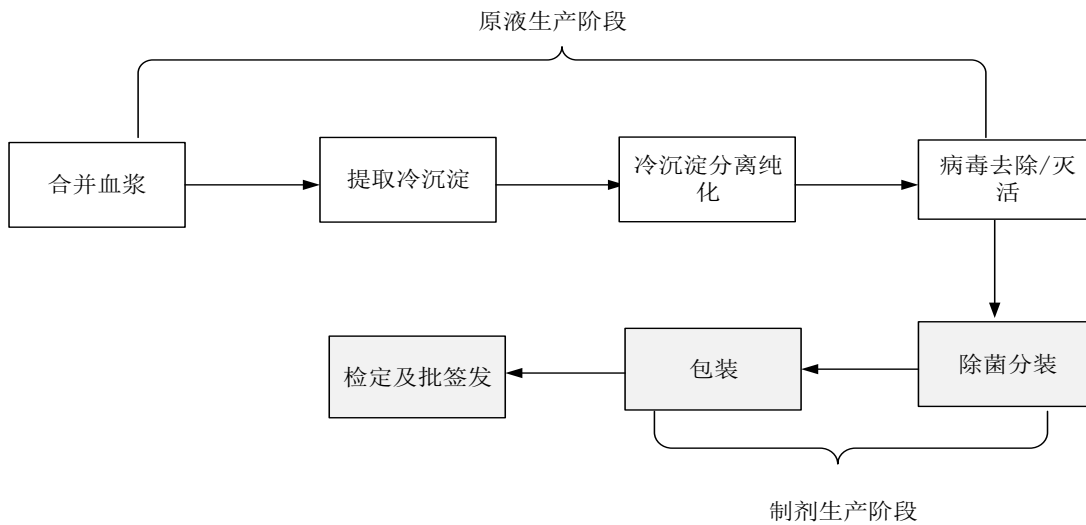 原液生产阶段
合并血浆
提取冷沉淀
冷沉淀分离纯
化
病毒去除/灭
活
检定及批签发
包装
除菌分装
制剂生产阶段